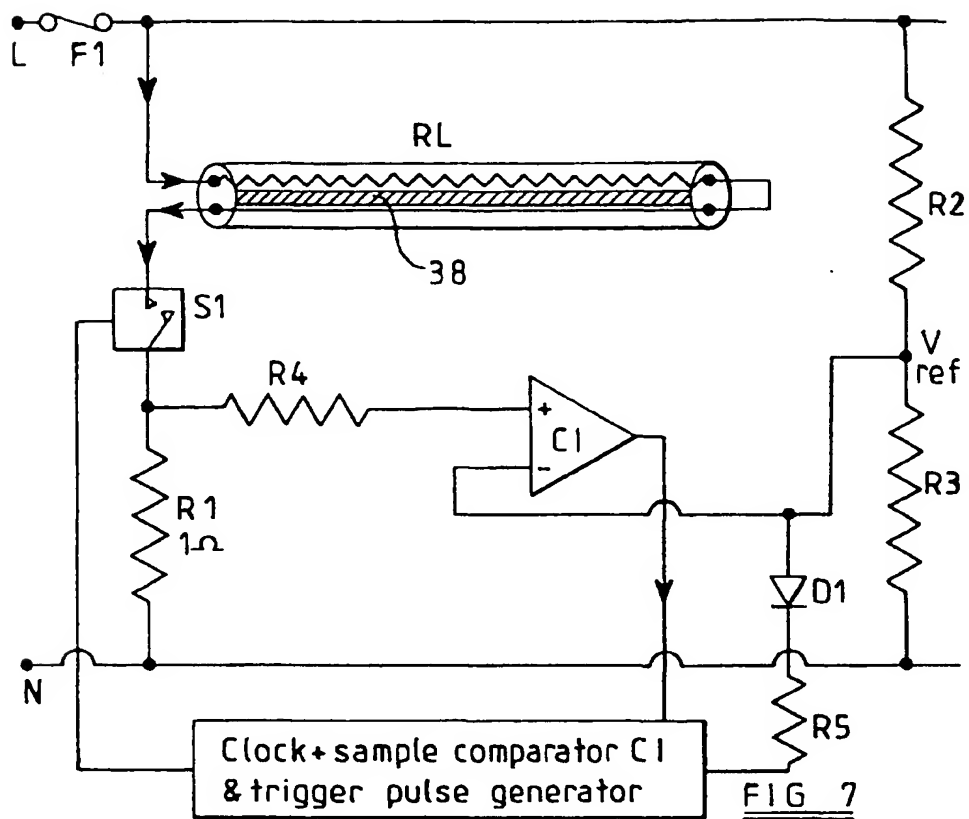 L F1
RL
R2
38
S1
V
ref
R4
+
C1
-
R3
R1
1Ω
D1
N
R5
Clock+sample comparator C1
& trigger pulse generator
FIG 7